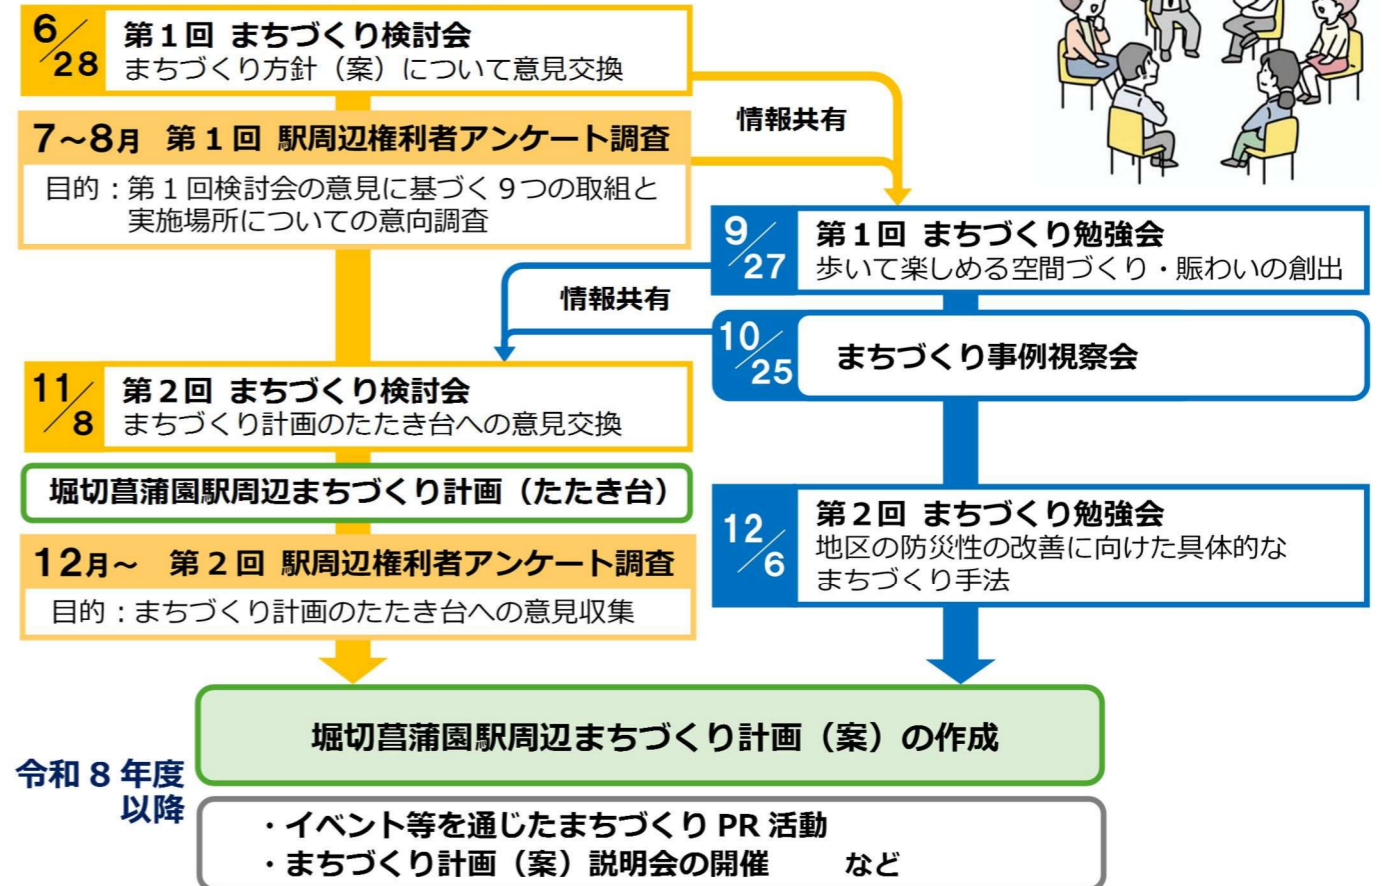 6/28
第1回 まちづくり検討会
まちづくり方針（案）について意見交換
情報共有
7～8月 第1回 駅周辺権利者アンケート調査
目的：第1回検討会の意見に基づく9つの取組と
実施場所についての意向調査
9/27
第1回 まちづくり勉強会
歩いて楽しめる空間づくり・賑わいの創出
情報共有
10/25
まちづくり事例視察会
11/8
第2回 まちづくり検討会
まちづくり計画のたたき台への意見交換
堀切菖蒲園駅周辺まちづくり計画（たたき台）
12/6
第2回 まちづくり勉強会
地区の防災性の改善に向けた具体的な
まちづくり手法
12月～ 第2回 駅周辺権利者アンケート調査
目的：まちづくり計画のたたき台への意見収集
堀切菖蒲園駅周辺まちづくり計画（案）の作成
令和8年度
以降
・イベント等を通じたまちづくりPR活動
・まちづくり計画（案）説明会の開催 など